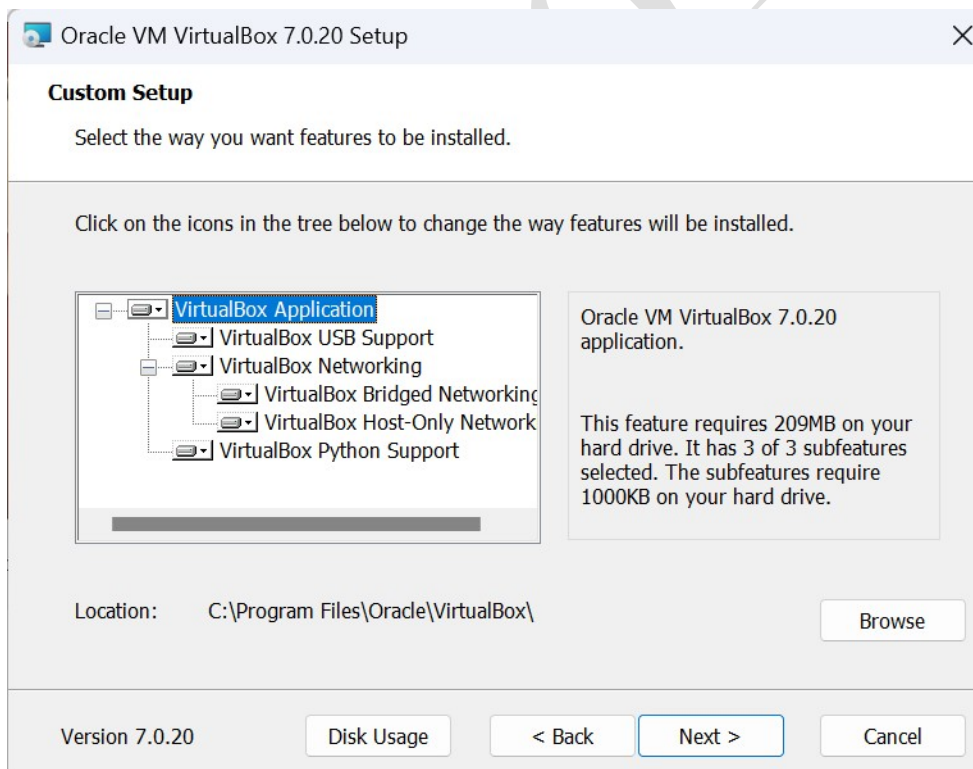 Oracle VM VirtualBox 7.0.20 Setup
Custom Setup
Select the way you want features to be installed.
Click on the icons in the tree below to change the way features will be installed.
VirtualBox Application
VirtualBox USB Support
VirtualBox Networking
VirtualBox Bridged Networking
VirtualBox Host-Only Network
VirtualBox Python Support
Oracle VM VirtualBox 7.0.20
application.
This feature requires 209MB on your
hard drive. It has 3 of 3 subfeatures
selected. The subfeatures require
1000KB on your hard drive.
Location: C:\Program Files\Oracle\VirtualBox\
Browse
Version 7.0.20 Disk Usage < Back Next > Cancel